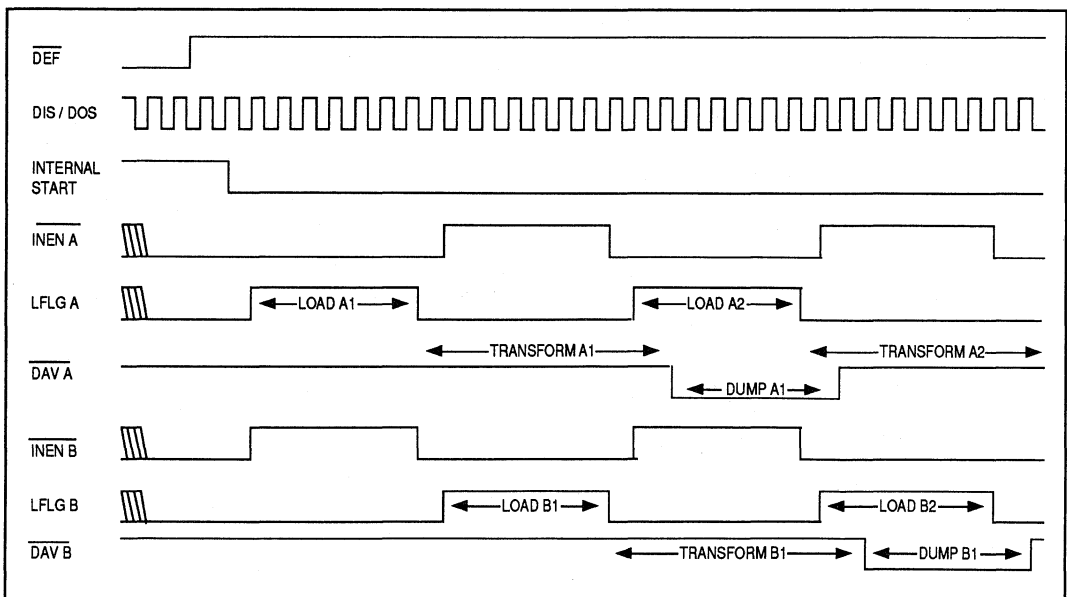 DEF
DIS / DOS
INTERNAL
START
INEN A
LFLG A
LOAD A1
LOAD A2
TRANSFORM A1
TRANSFORM A2
DAV A
DUMP A1
INEN B
LFLG B
LOAD B1
LOAD B2
DAV B
TRANSFORM B1
DUMP B1